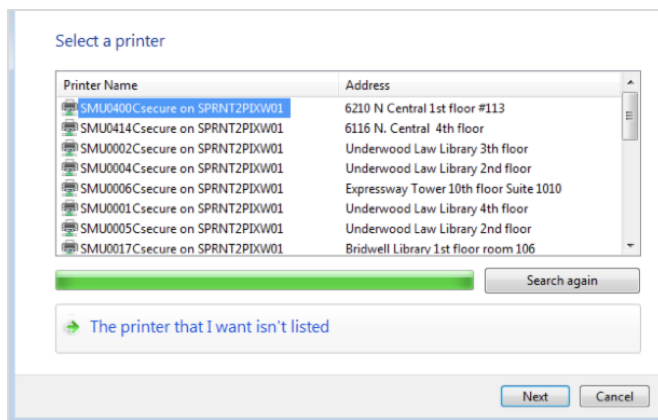 Select a printer
Printer Name Address
SMU0400Csecure on SPRNT2PIXW01 6210 N Central 1st floor #113
SMU0414Csecure on SPRNT2PIXW01 6116 N. Central 4th floor
SMU0002Csecure on SPRNT2PIXW01 Underwood Law Library 3th floor
SMU0004Csecure on SPRNT2PIXW01 Underwood Law Library 2nd floor
SMU0006Csecure on SPRNT2PIXW01 Expressway Tower 10th floor Suite 1010
SMU0001Csecure on SPRNT2PIXW01 Underwood Law Library 4th floor
SMU0005Csecure on SPRNT2PIXW01 Underwood Law Library 2nd floor
SMU0017Csecure on SPRNT2PIXW01 Bridwell Library 1st floor room 106
Search again
The printer that I want isn't listed
Next Cancel